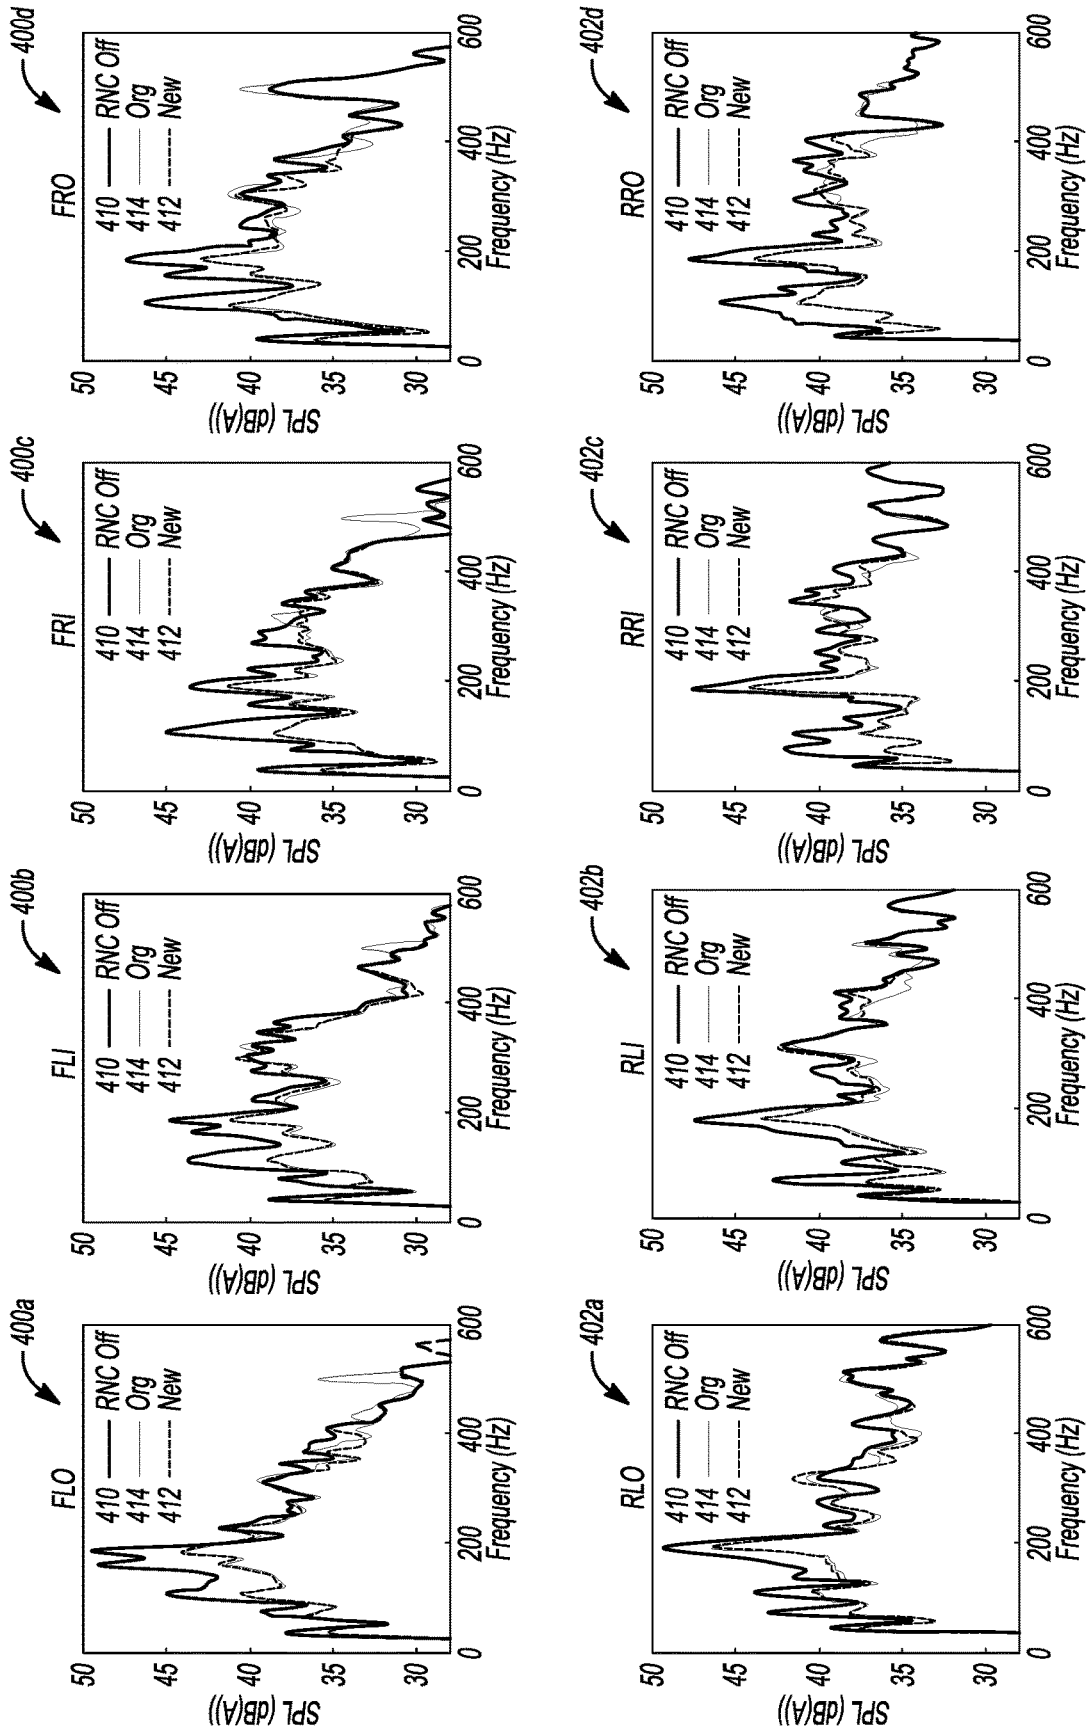 400a
FLO
50
45
40
35
30
SPL (dB(A))
410 RNC Off
414 Org
412 New
0 200 400 600
Frequency (Hz)
400b
FLI
50
45
40
35
30
SPL (dB(A))
410 RNC Off
414 Org
412 New
0 200 400 600
Frequency (Hz)
400c
FRI
50
45
40
35
30
SPL (dB(A))
410 RNC Off
414 Org
412 New
0 200 400 600
Frequency (Hz)
400d
FRO
50
45
40
35
30
SPL (dB(A))
410 RNC Off
414 Org
412 New
0 200 400 600
Frequency (Hz)
402a
RLO
50
45
40
35
30
SPL (dB(A))
410 RNC Off
414 Org
412 New
0 200 400 600
Frequency (Hz)
402b
RLI
50
45
40
35
30
SPL (dB(A))
410 RNC Off
414 Org
412 New
0 200 400 600
Frequency (Hz)
402c
RRI
50
45
40
35
30
SPL (dB(A))
410 RNC Off
414 Org
412 New
0 200 400 600
Frequency (Hz)
402d
RRO
50
45
40
35
30
SPL (dB(A))
410 RNC Off
414 Org
412 New
0 200 400 600
Frequency (Hz)